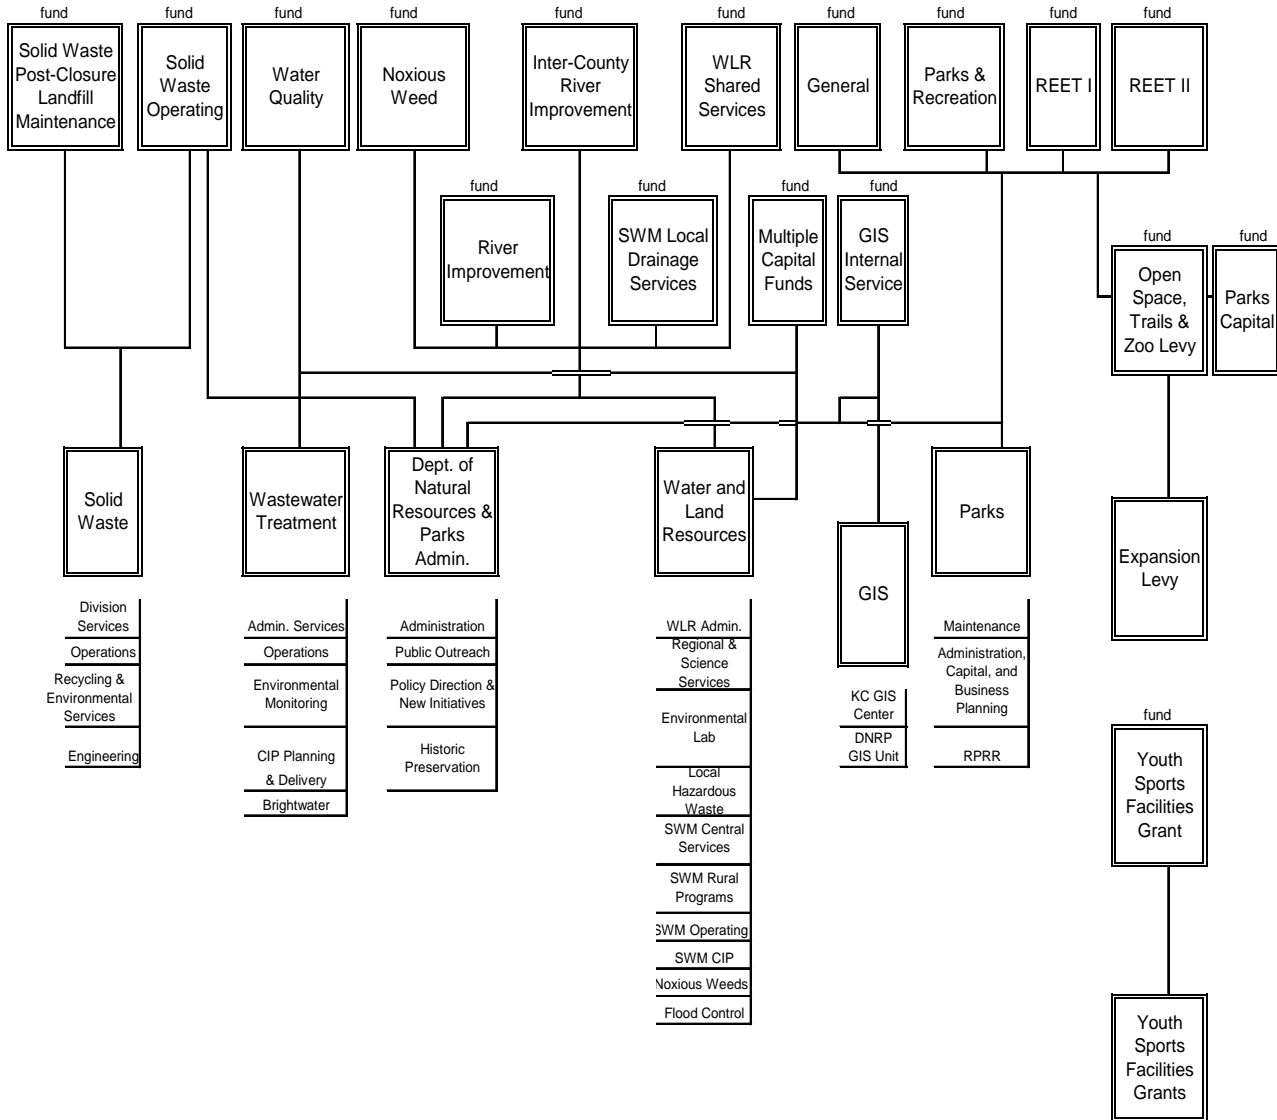 fund
fund
fund
fund
fund
fund
fund
fund
fund
fund
Solid Waste
Post-Closure
Landfill
Maintenance
Solid
Waste
Operating
Water
Quality
Noxious
Weed
Inter-County
River
Improvement
WLR
Shared
Services
General
Parks &
Recreation
REET I
REET II
fund
River
Improvement
fund
SWM Local
Drainage
Services
fund
Multiple
Capital
Funds
fund
GIS
Internal
Service
fund
Open
Space,
Trails &
Zoo Levy
fund
Parks
Capital
Solid
Waste
Wastewater
Treatment
Dept. of
Natural
Resources &
Parks
Admin.
Water and
Land
Resources
GIS
Parks
Expansion
Levy
Division
Services
Operations
Recycling &
Environmental
Services
Engineering
Admin. Services
Operations
Environmental
Monitoring
CIP Planning
& Delivery
Brightwater
Administration
Public Outreach
Policy Direction &
New Initiatives
Historic
Preservation
WLR Admin.
Regional &
Science
Services
Environmental
Lab
Local
Hazardous
Waste
SWM Central
Services
SWM Rural
Programs
SWM Operating
SWM CIP
Noxious Weeds
Flood Control
KC GIS
Center
DNRP
GIS Unit
Maintenance
Administration,
Capital, and
Business
Planning
RPRR
fund
Youth
Sports
Facilities
Grant
Youth
Sports
Facilities
Grants